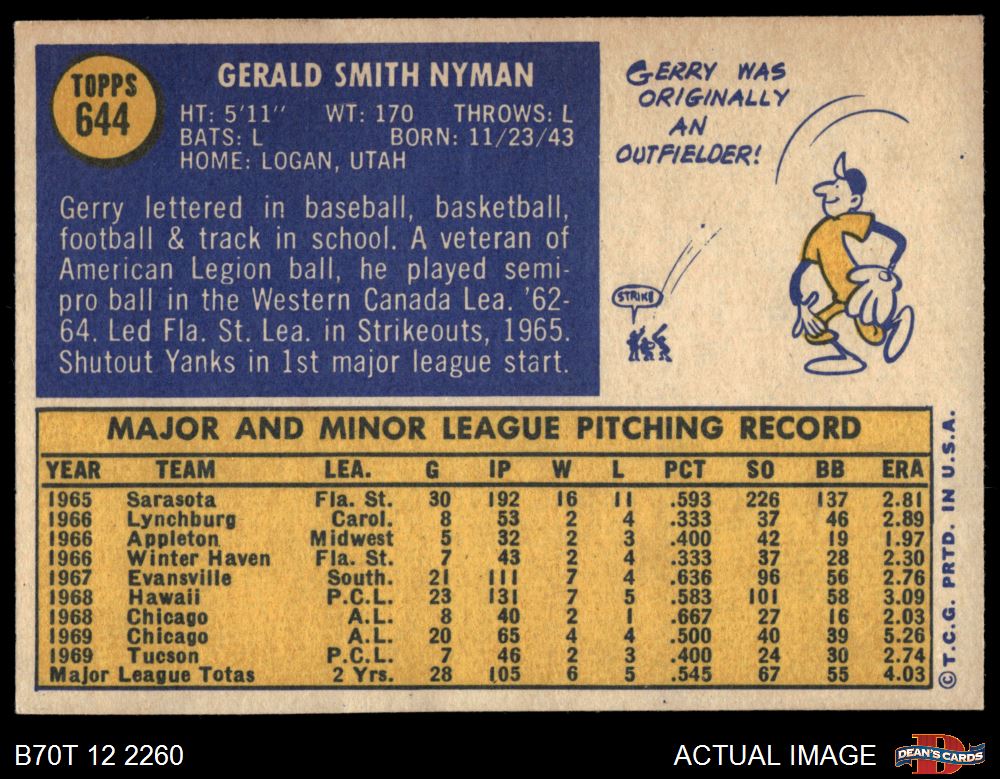 TOPPS
644
GERALD SMITH NYMAN
HT: 5'11" WT: 170 THROWS: L
BATS: L BORN: 11/23/43
HOME: LOGAN, UTAH
Gerry lettered in baseball, basketball,
football & track in school. A veteran of
American Legion ball, he played semi-
pro ball in the Western Canada Lea. '62-
64. Led Fla. St. Lea. in Strikeouts, 1965.
Shutout Yanks in 1st major league start.
GERRY WAS
ORIGINALLY
AN
OUTFIELDER!
STRIKE
MAJOR AND MINOR LEAGUE PITCHING RECORD
YEAR TEAM LEA. G IP W L PCT SO BB ERA
1965 Sarasota Fla. St. 30 192 16 11 .593 226 137 2.81
1966 Lynchburg Carol. 8 53 2 4 .333 37 46 2.89
1966 Appleton Midwest 5 32 2 3 .400 42 19 1.97
1966 Winter Haven Fla. St. 7 43 2 4 .333 37 28 2.30
1967 Evansville South. 21 111 7 4 .636 96 56 2.76
1968 Hawaii P.C.L. 23 131 7 5 .583 101 58 3.09
1968 Chicago A.L. 8 40 2 1 .667 27 16 2.03
1969 Chicago A.L. 20 65 4 4 .500 40 39 5.26
1969 Tucson P.C.L. 7 46 2 3 .400 24 30 2.74
Major League Totas 2 Yrs. 28 105 6 5 .545 67 55 4.03
©T.C.G. PRTD. IN U.S.A.
B70T 12 2260
ACTUAL IMAGE
D
DEAN'S CARDS